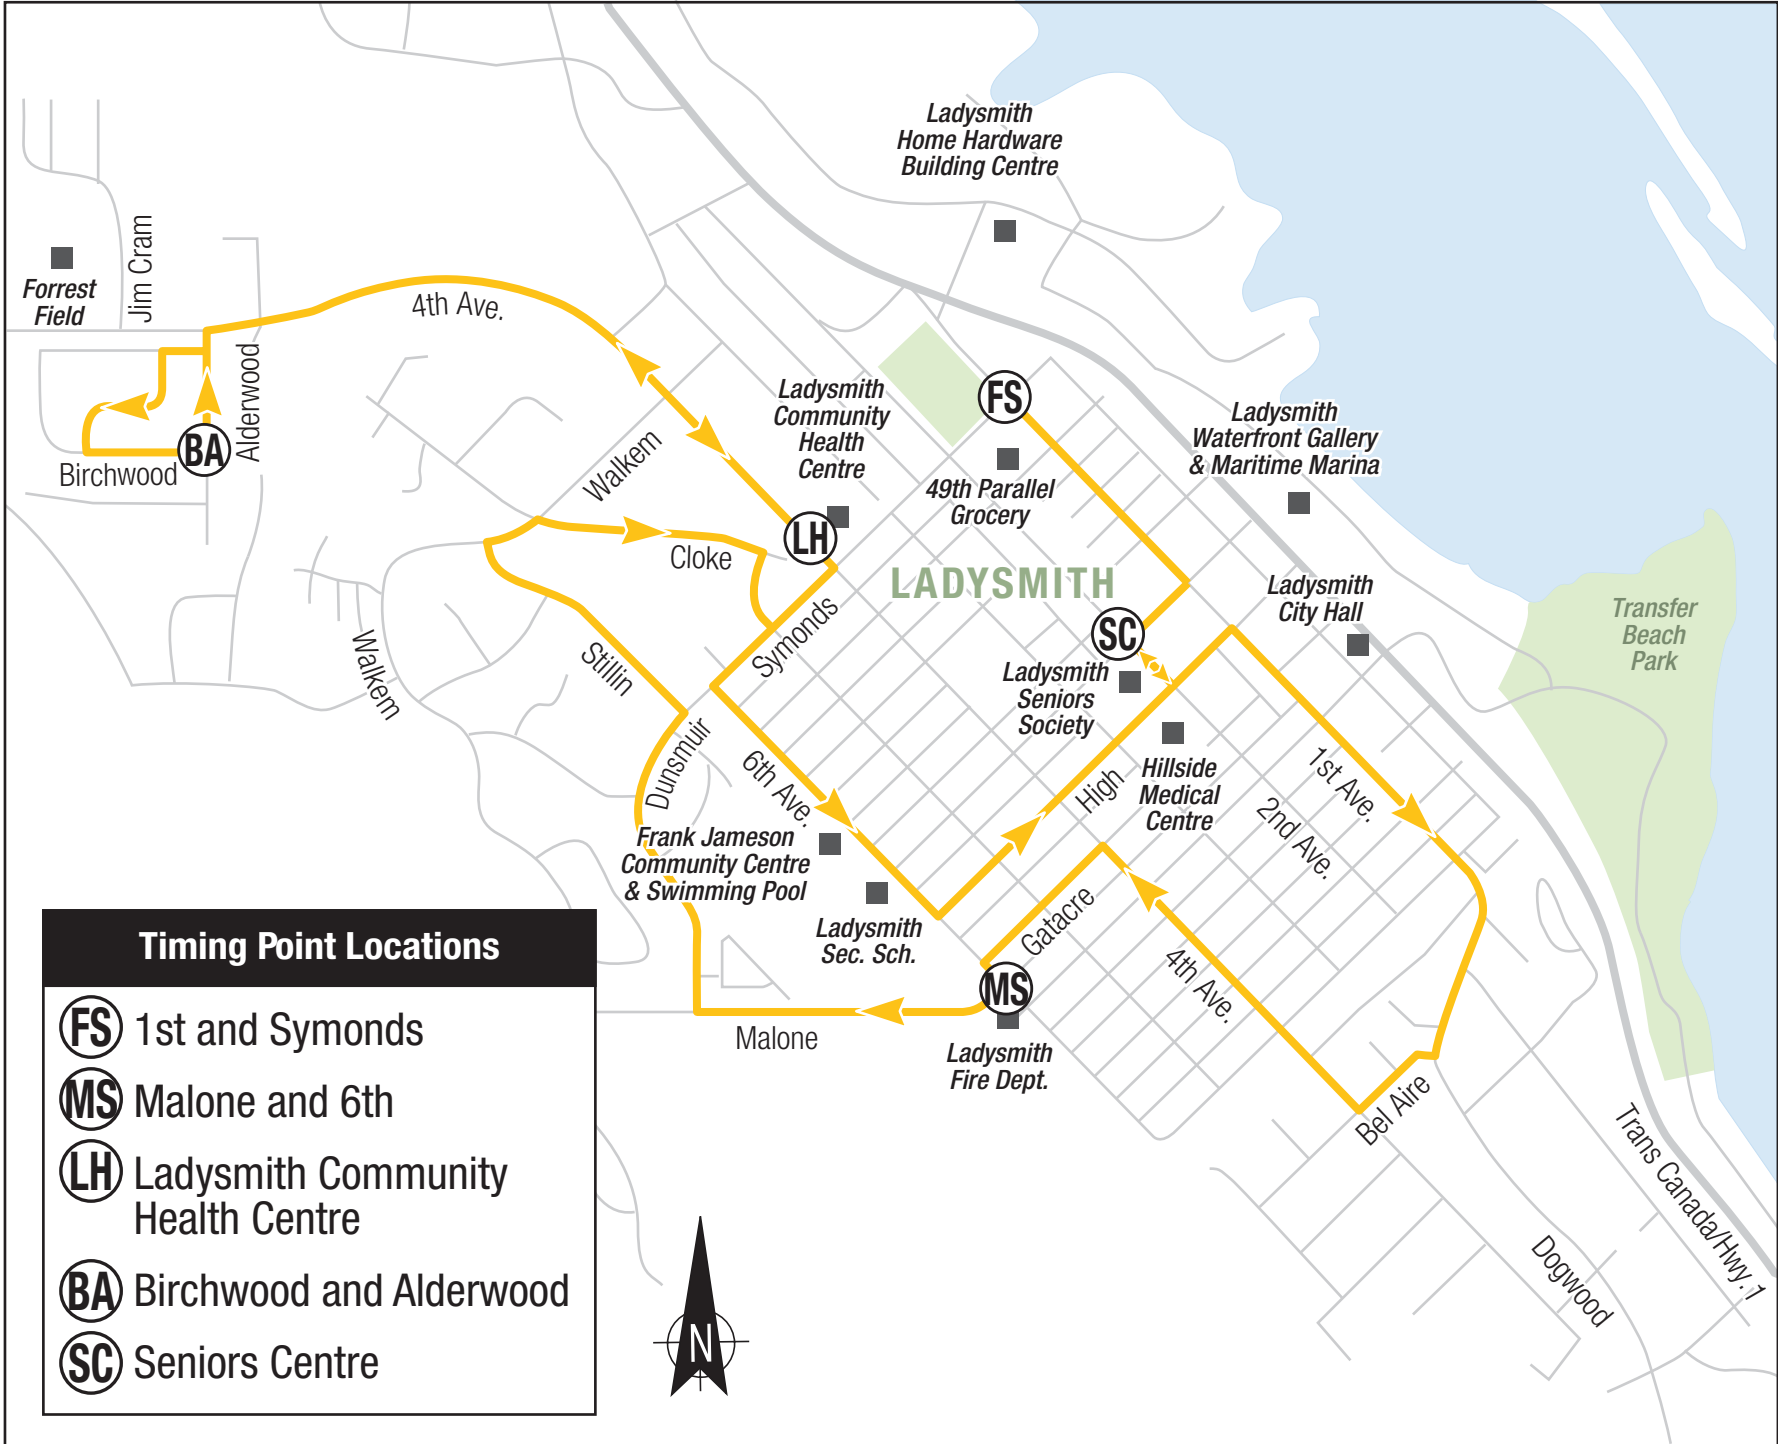 Ladysmith
Home Hardware
Building Centre
Jim Cram
Forrest
Field
4th Ave.
Alderwood
BA
Birchwood
Walkem
Ladysmith
Community
Health
Centre
FS
49th Parallel
Grocery
Ladysmith
Waterfront Gallery
& Maritime Marina
LH
Cloke
LADYSMITH
Ladysmith
City Hall
Transfer
Beach
Park
SC
Symonds
Walkem
Stillin
Ladysmith
Seniors
Society
Dunsmuir
6th Ave.
High
Hillside
Medical
Centre
1st Ave.
2nd Ave.
Frank Jameson
Community Centre
& Swimming Pool
Ladysmith
Sec. Sch.
Gatacre
4th Ave.
MS
Malone
Ladysmith
Fire Dept.
Bel Aire
Trans Canada/Hwy.1
Dogwood
Timing Point Locations
FS 1st and Symonds
MS Malone and 6th
LH Ladysmith Community
Health Centre
BA Birchwood and Alderwood
SC Seniors Centre
N